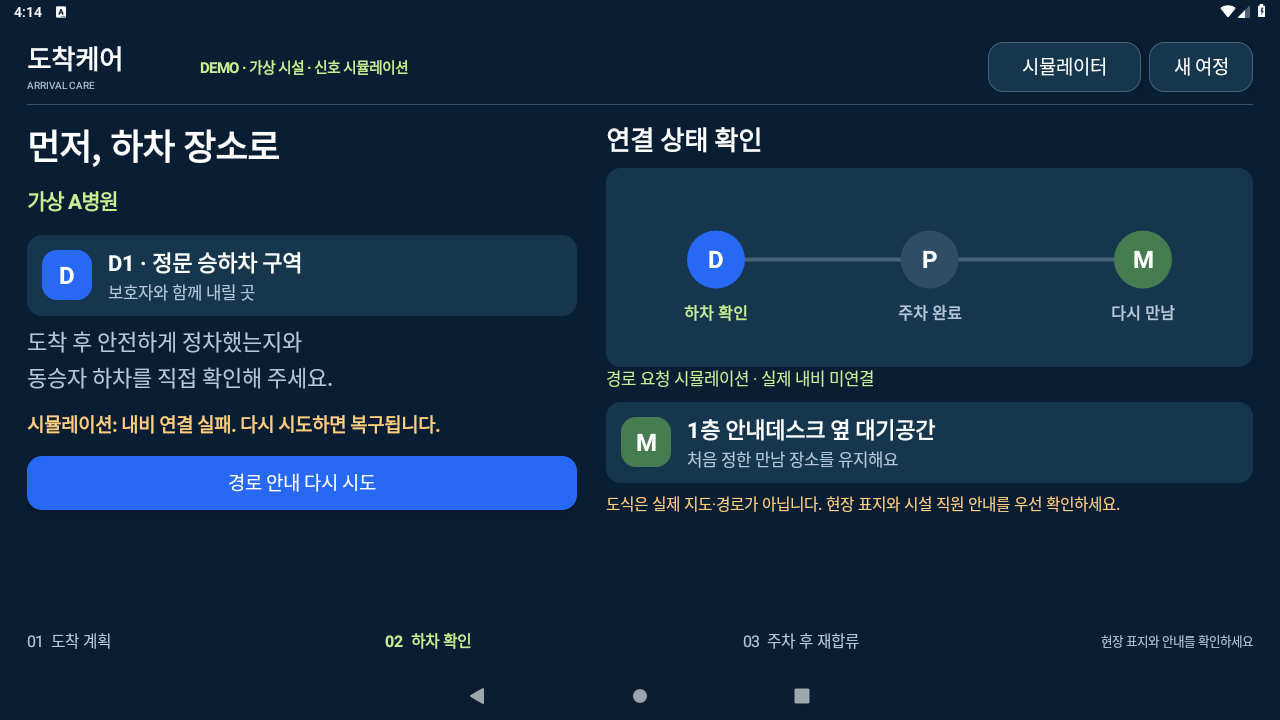 4:14
도착케어
ARRIVAL CARE
DEMO · 가상 시설 · 신호 시뮬레이션
시뮬레이터
새 여정
먼저, 하차 장소로
가상 A병원
D
D1 · 정문 승하차 구역
보호자와 함께 내릴 곳
도착 후 안전하게 정차했는지와
동승자 하차를 직접 확인해 주세요.
시뮬레이션: 내비 연결 실패. 다시 시도하면 복구됩니다.
경로 안내 다시 시도
연결 상태 확인
D
P
M
하차 확인
주차 완료
다시 만남
경로 요청 시뮬레이션 · 실제 내비 미연결
M
1층 안내데스크 옆 대기공간
처음 정한 만남 장소를 유지해요
도식은 실제 지도·경로가 아닙니다. 현장 표지와 시설 직원 안내를 우선 확인하세요.
01 도착 계획
02 하차 확인
03 주차 후 재합류
현장 표지와 안내를 확인하세요